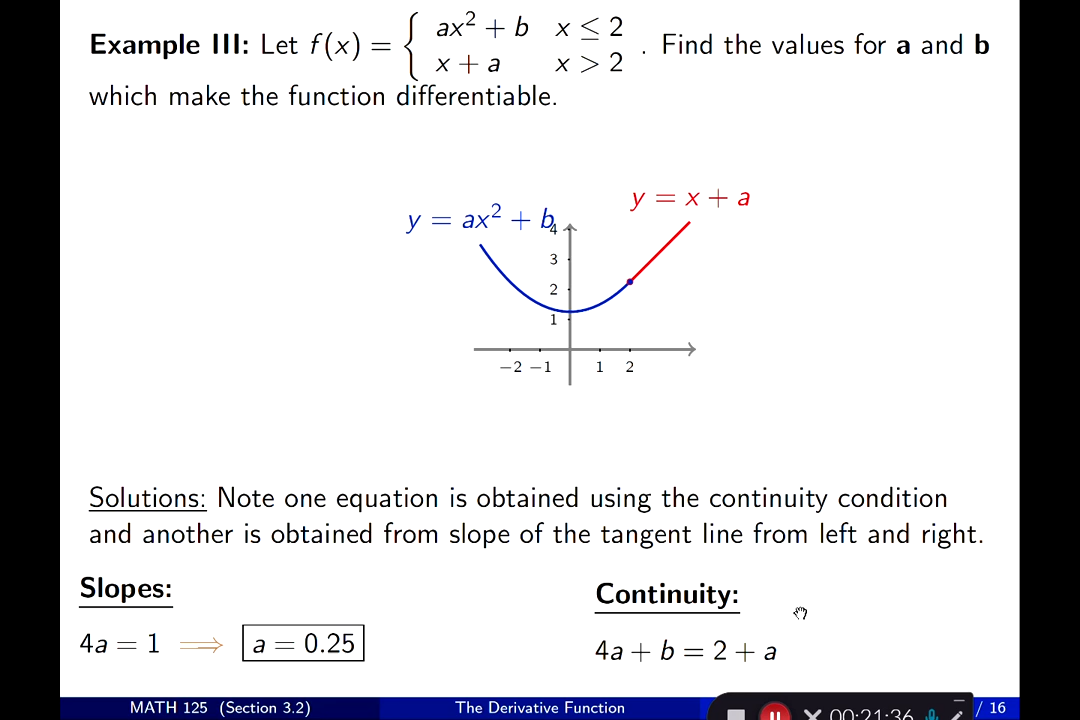 Example III: Let f(x) = { ax² + b   x ≤ 2
x + a   x > 2 . Find the values for a and b
which make the function differentiable.
y = x + a
y = ax² + b
4
3
2
1
−2 −1 1 2
Solutions: Note one equation is obtained using the continuity condition
and another is obtained from slope of the tangent line from left and right.
Slopes:
4a = 1 ⟹ a = 0.25
Continuity:
4a + b = 2 + a
MATH 125 (Section 3.2) The Derivative Function / 16
00:21:36